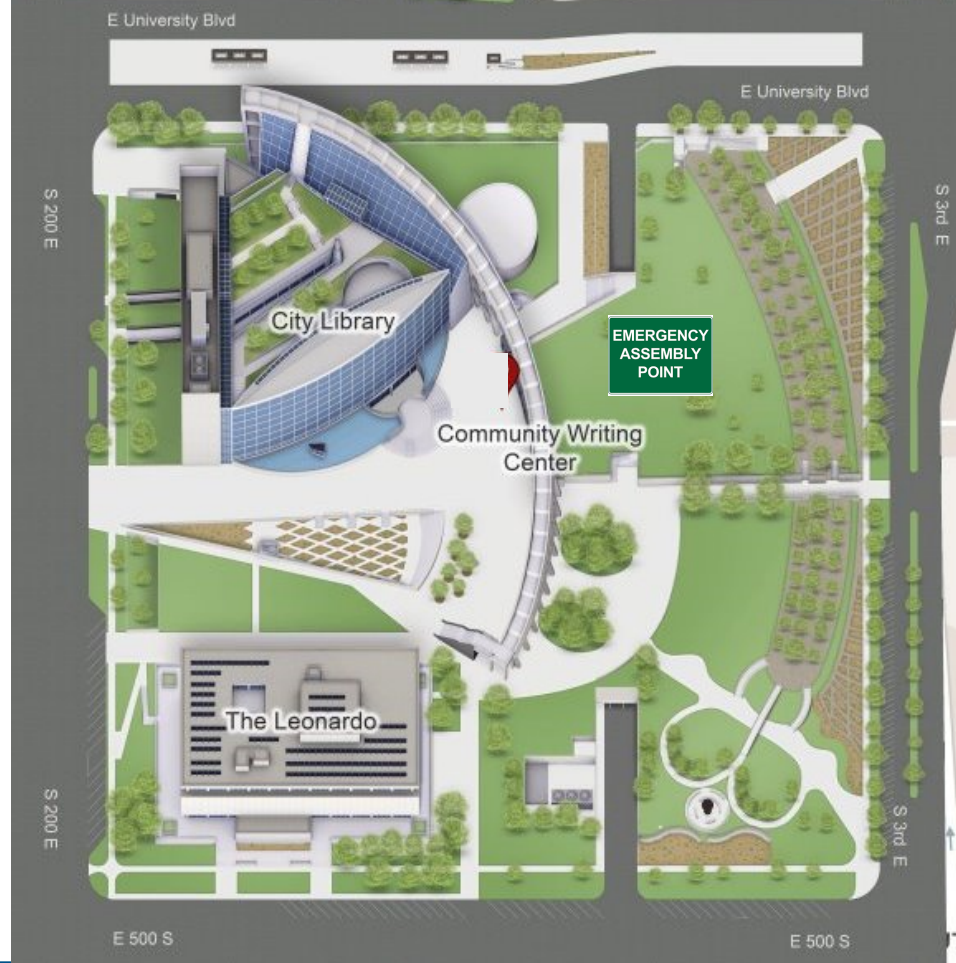 E University Blvd
E University Blvd
S 200 E
S 3rd E
City Library
EMERGENCY
ASSEMBLY
POINT
Community Writing
Center
The Leonardo
S 200 E
S 3rd E
E 500 S
E 500 S